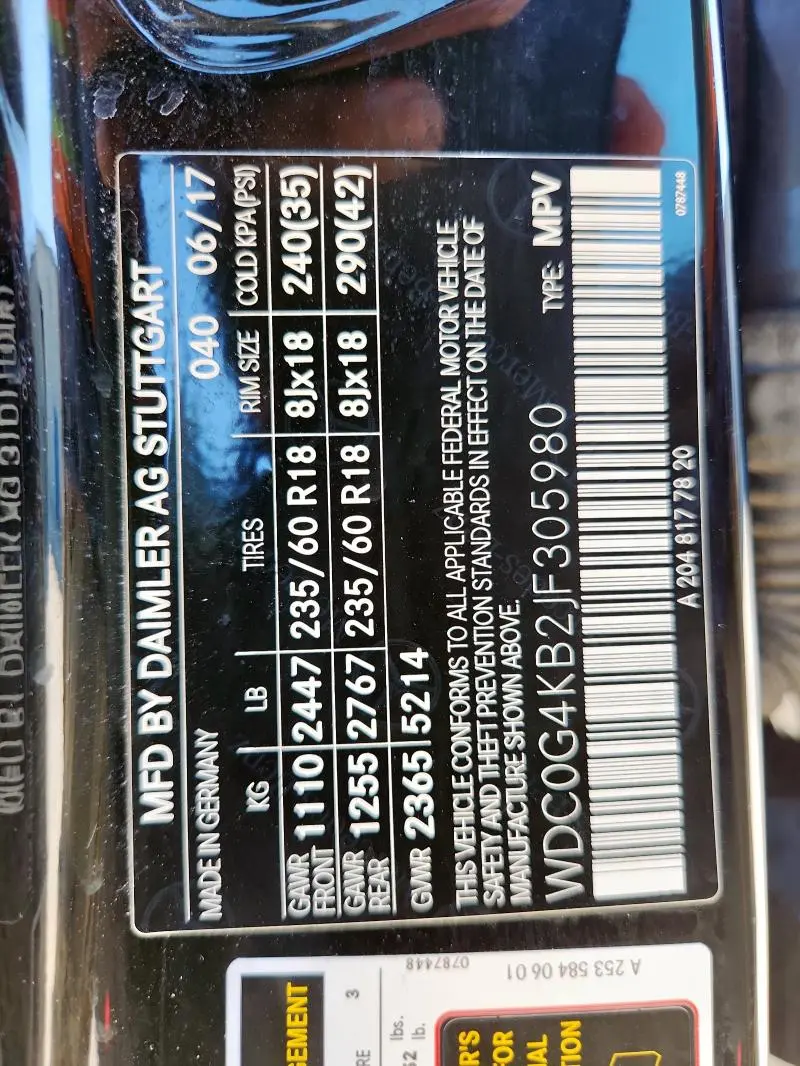 MFD BY DAIMLER AG STUTTGART
MADE IN GERMANY 040 06/17
KG LB TIRES RIM SIZE COLD KPA(PSI)
GAWR FRONT 1110 2447 235/60 R18 8Jx18 240(35)
GAWR REAR 1255 2767 235/60 R18 8Jx18 290(42)
GVWR 2365 5214
THIS VEHICLE CONFORMS TO ALL APPLICABLE FEDERAL MOTOR VEHICLE
SAFETY AND THEFT PREVENTION STANDARDS IN EFFECT ON THE DATE OF
MANUFACTURE SHOWN ABOVE.
WDC0G4KB2JF305980 TYPE: MPV
A 204 817 78 20
0787448
A 253 584 06 01
0787448
3
lbs.
lb.